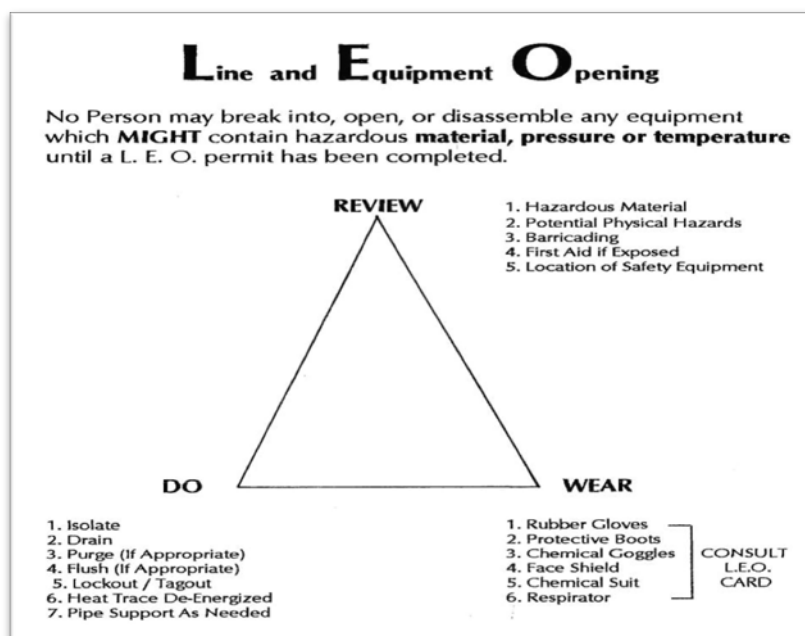 Line and Equipment Opening
No Person may break into, open, or disassemble any equipment
which MIGHT contain hazardous material, pressure or temperature
until a L. E. O. permit has been completed.
REVIEW
1. Hazardous Material
2. Potential Physical Hazards
3. Barricading
4. First Aid if Exposed
5. Location of Safety Equipment
DO
1. Isolate
2. Drain
3. Purge (If Appropriate)
4. Flush (If Appropriate)
5. Lockout / Tagout
6. Heat Trace De-Energized
7. Pipe Support As Needed
WEAR
1. Rubber Gloves
2. Protective Boots
3. Chemical Goggles
4. Face Shield
5. Chemical Suit
6. Respirator
CONSULT
L.E.O.
CARD